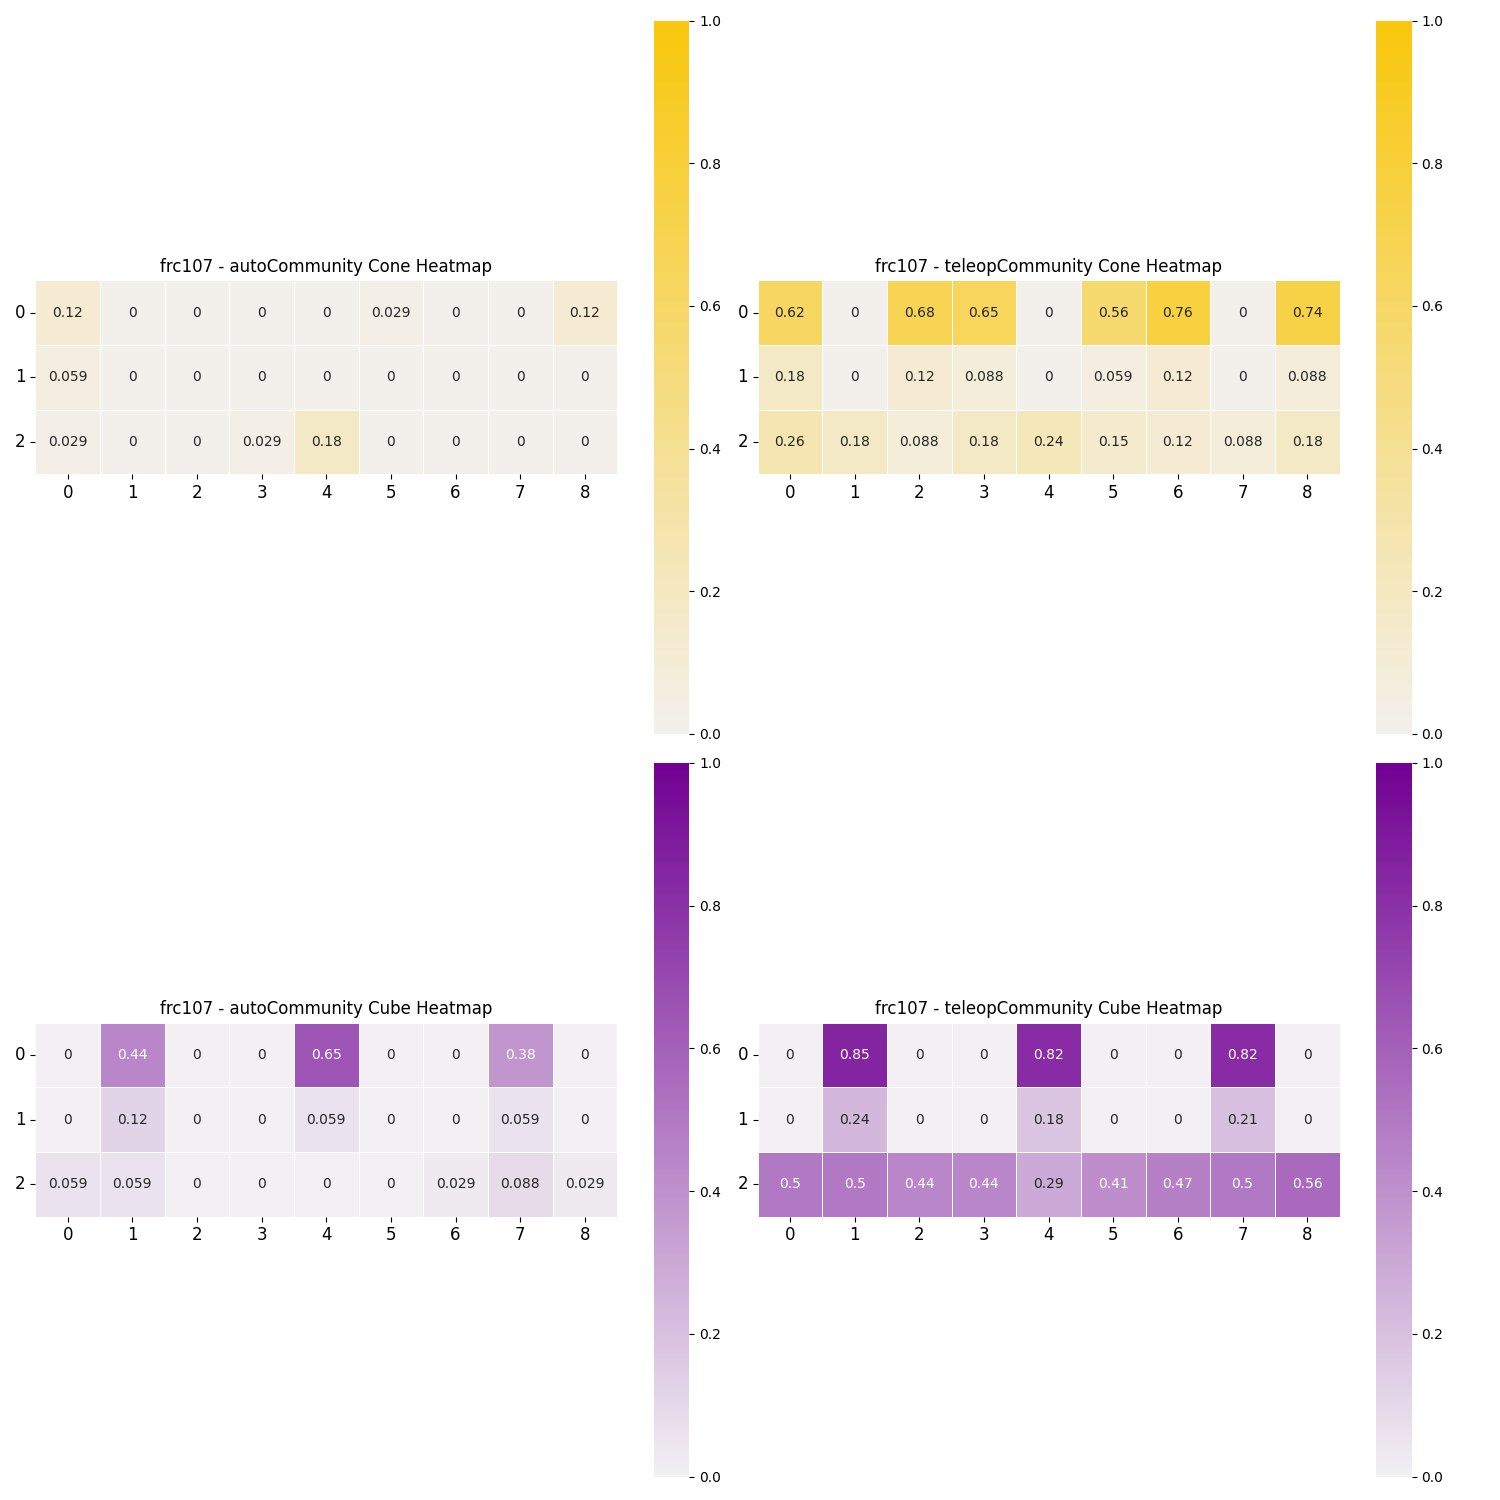 frc107 - autoCommunity Cone Heatmap
0 0.12 0 0 0 0 0.029 0 0 0.12
1 0.059 0 0 0 0 0 0 0 0
2 0.029 0 0 0.029 0.18 0 0 0 0
0 1 2 3 4 5 6 7 8
1.0
0.8
0.6
0.4
0.2
0.0
frc107 - teleopCommunity Cone Heatmap
0 0.62 0 0.68 0.65 0 0.56 0.76 0 0.74
1 0.18 0 0.12 0.088 0 0.059 0.12 0 0.088
2 0.26 0.18 0.088 0.18 0.24 0.15 0.12 0.088 0.18
0 1 2 3 4 5 6 7 8
1.0
0.8
0.6
0.4
0.2
0.0
frc107 - autoCommunity Cube Heatmap
0 0 0.44 0 0 0.65 0 0 0.38 0
1 0 0.12 0 0 0.059 0 0 0.059 0
2 0.059 0.059 0 0 0 0 0.029 0.088 0.029
0 1 2 3 4 5 6 7 8
1.0
0.8
0.6
0.4
0.2
0.0
frc107 - teleopCommunity Cube Heatmap
0 0 0.85 0 0 0.82 0 0 0.82 0
1 0 0.24 0 0 0.18 0 0 0.21 0
2 0.5 0.5 0.44 0.44 0.29 0.41 0.47 0.5 0.56
0 1 2 3 4 5 6 7 8
1.0
0.8
0.6
0.4
0.2
0.0